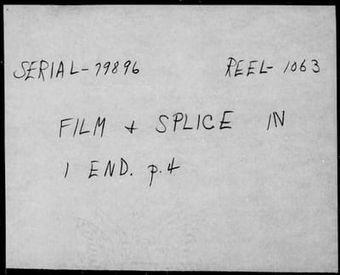 SERIAL-79896 REEL-1063
FILM + SPLICE IN
1 END. p.4